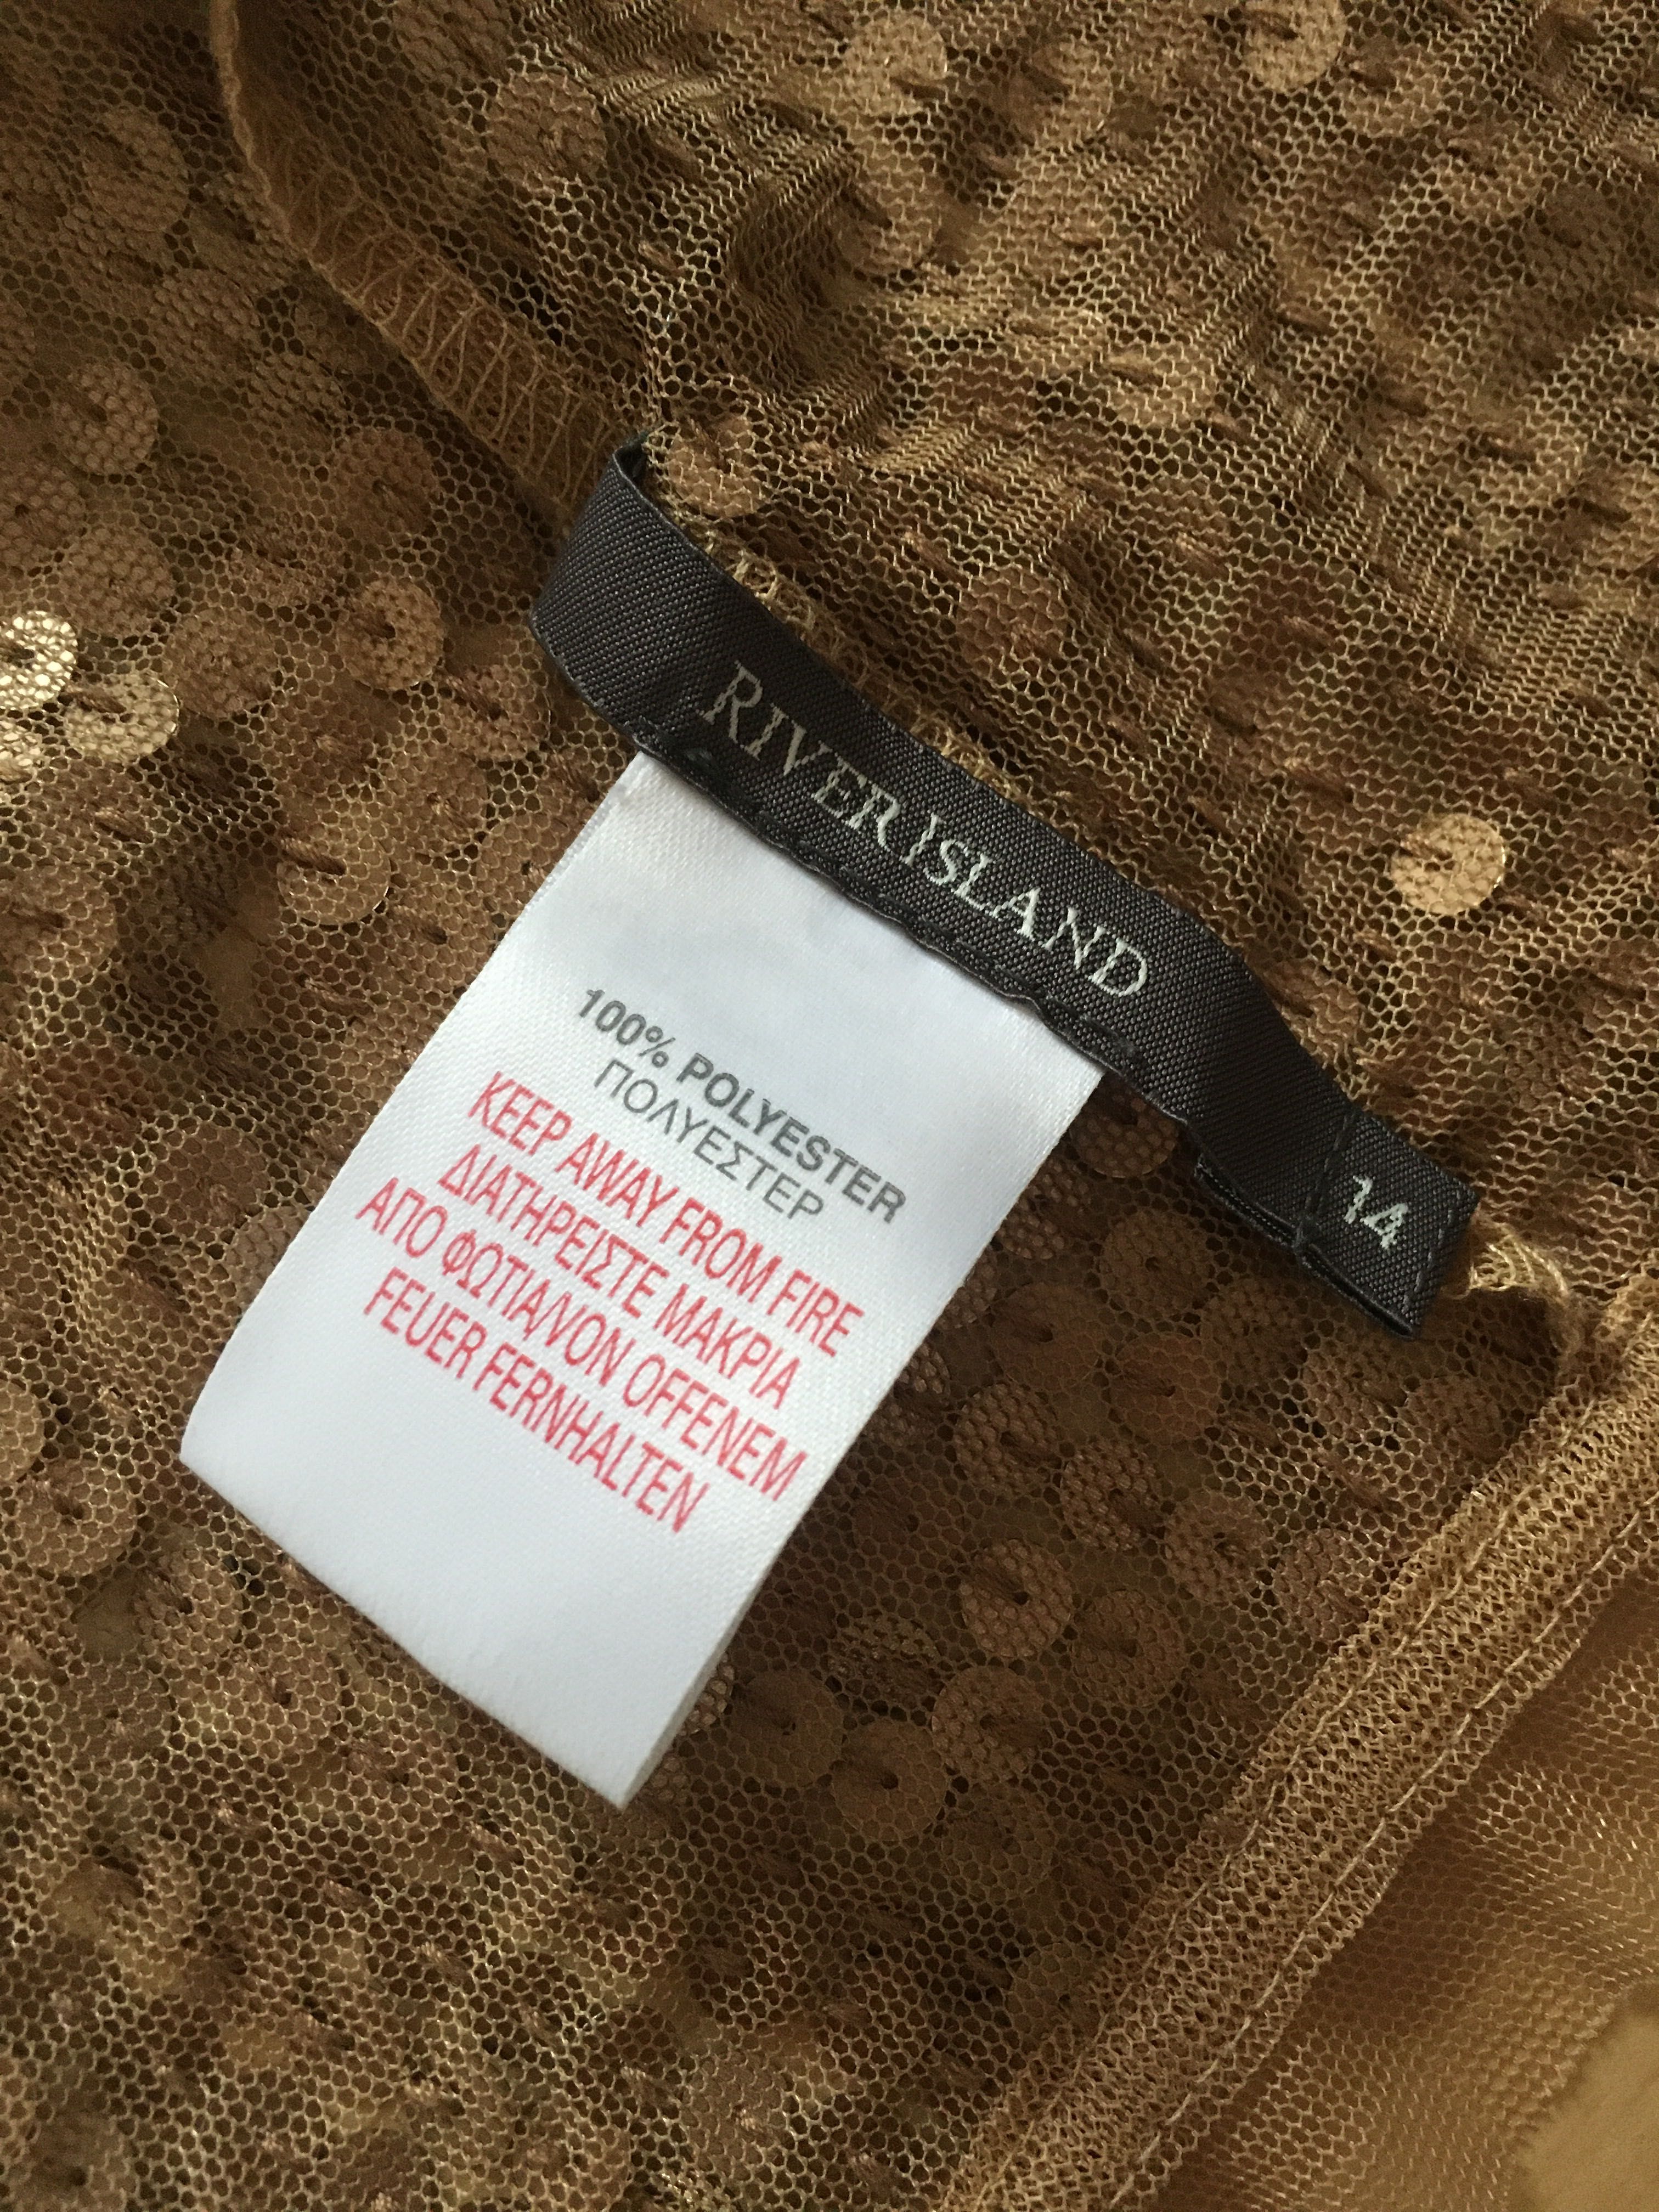 RIVER ISLAND
14
100% POLYESTER
ΠΟΛΥΕΣΤΕΡ
KEEP AWAY FROM FIRE
ΔΙΑΤΗΡΕΙΣΤΕ ΜΑΚΡΙΑ
ΑΠΟ ΦΩΤΙΑ/VON OFFENEM
FEUER FERNHALTEN